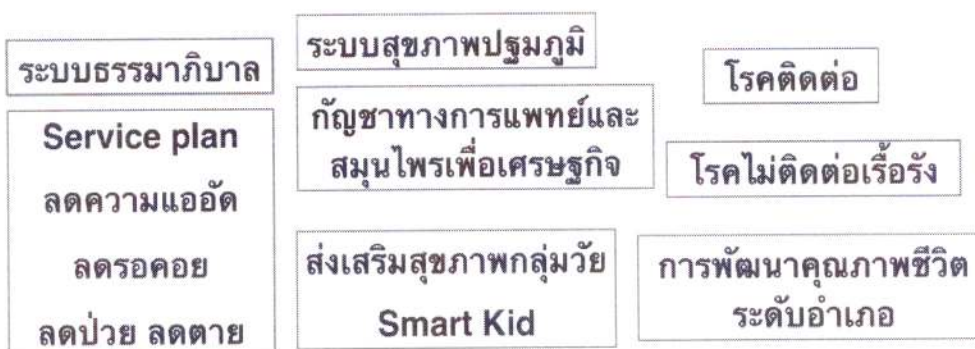 ระบบธรรมาภิบาล
Service plan
ลดความแออัด
ลดรอคอย
ลดป่วย ลดตาย
ระบบสุขภาพปฐมภูมิ
กัญชาทางการแพทย์และ
สมุนไพรเพื่อเศรษฐกิจ
ส่งเสริมสุขภาพกลุ่มวัย
Smart Kid
โรคติดต่อ
โรคไม่ติดต่อเรื้อรัง
การพัฒนาคุณภาพชีวิต
ระดับอำเภอ